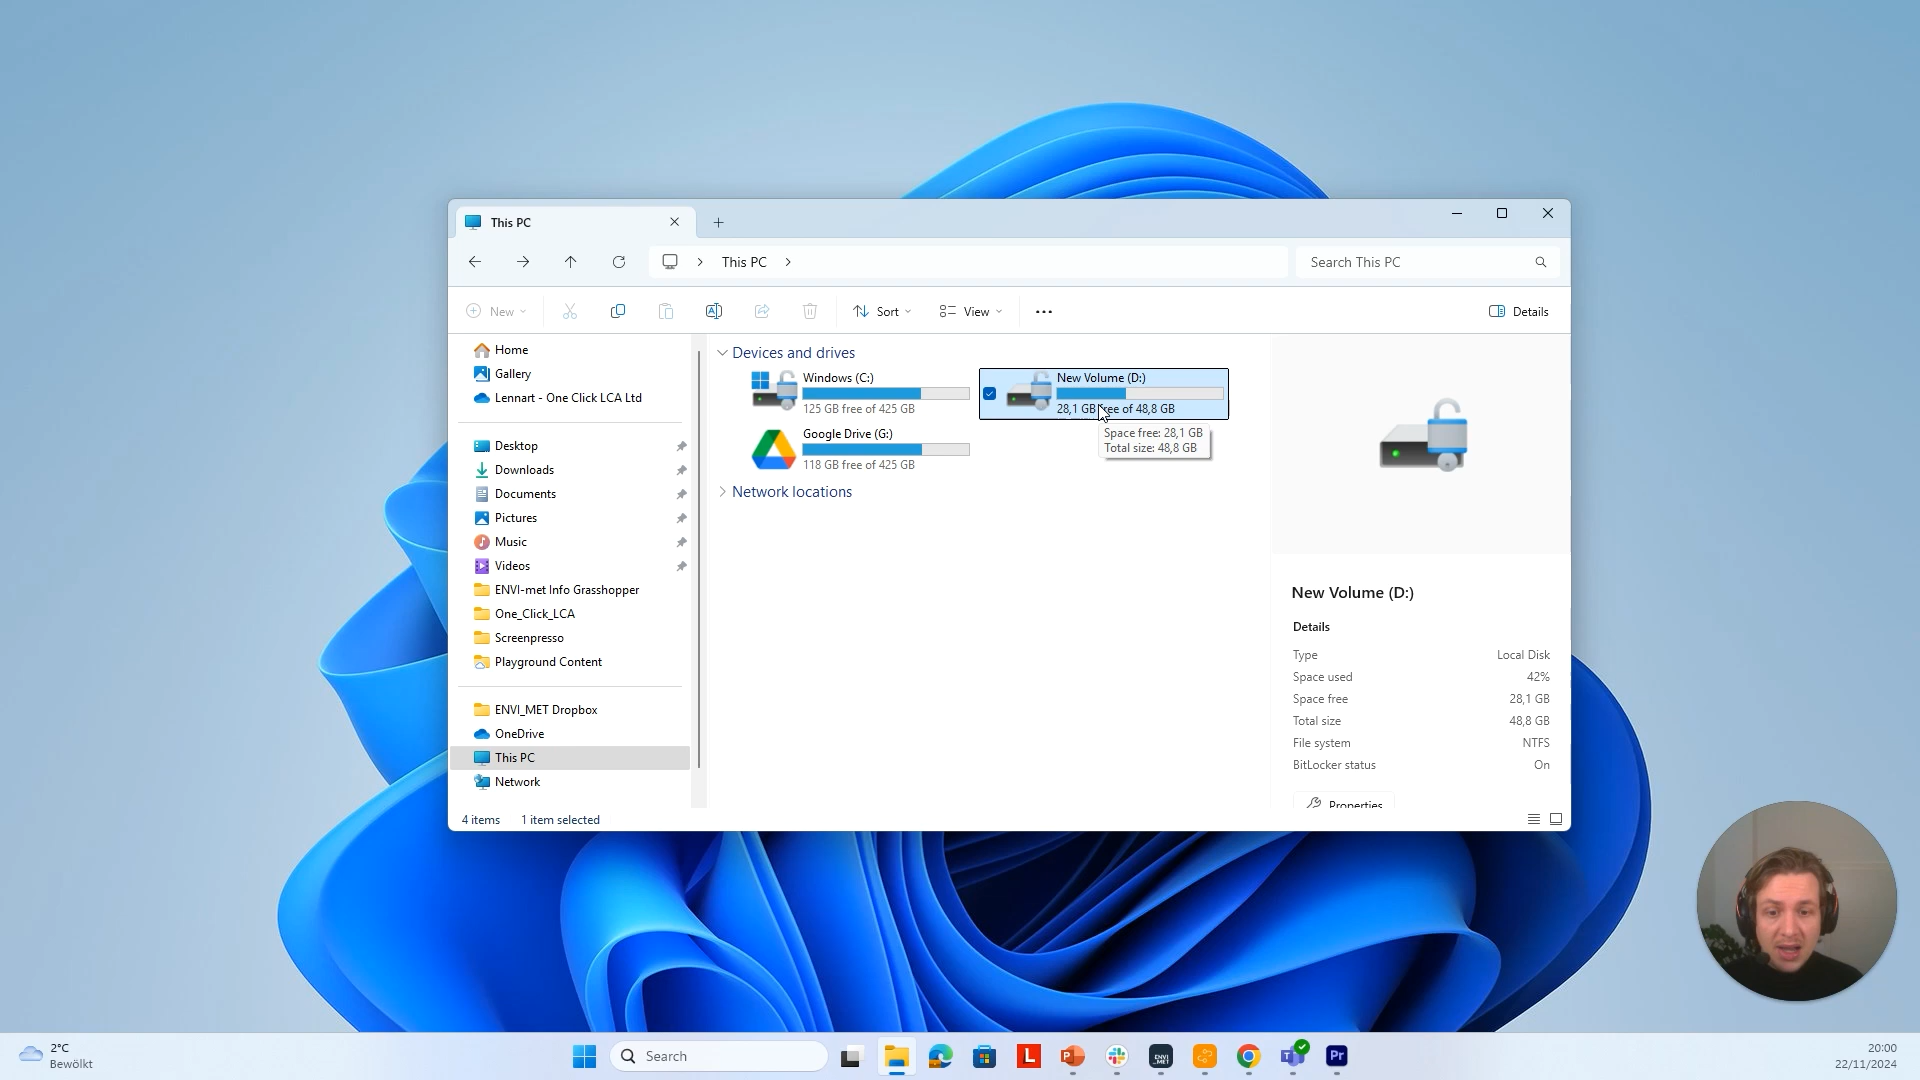 This PC
This PC
Search This PC
New
Sort
View
Details
Home
Gallery
Lennart - One Click LCA Ltd
Desktop
Downloads
Documents
Pictures
Music
Videos
ENVI-met Info Grasshopper
One_Click_LCA
Screenpresso
Playground Content
ENVI_MET Dropbox
OneDrive
This PC
Network
Devices and drives
Windows (C:)
125 GB free of 425 GB
New Volume (D:)
28,1 GB free of 48,8 GB
Space free: 28,1 GB
Total size: 48,8 GB
Google Drive (G:)
118 GB free of 425 GB
Network locations
New Volume (D:)
Details
Type Local Disk
Space used 42%
Space free 28,1 GB
Total size 48,8 GB
File system NTFS
BitLocker status On
Properties
4 items 1 item selected
2°C
Bewölkt
Search
L
P
ENVI
_MET
T
Pr
20:00
22/11/2024